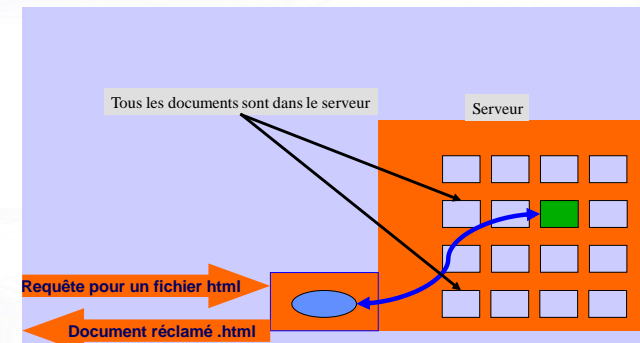 Tous les documents sont dans le serveur
Serveur
Requête pour un fichier html
Document réclamé .html